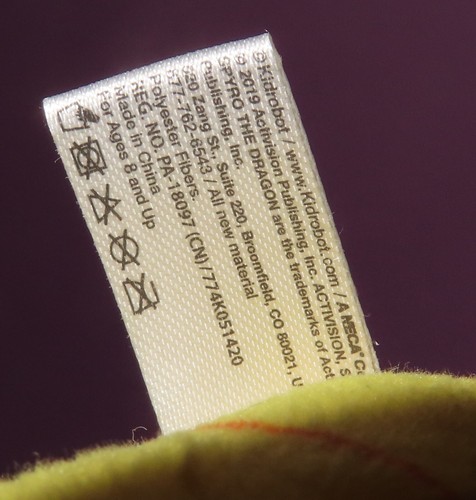 © Kidrobot / www.Kidrobot.com / A NECA® Co
© 2019 Activision Publishing, Inc. ACTIVISION, S
SPYRO THE DRAGON are the trademarks of Act
Publishing, Inc.
Zang St., Suite 220, Broomfield, CO 80021, U
877-762-6543 / All new material
Polyester Fibers.
REG. NO. PA-18097 (CN)/774K051420
Made in China
For Ages 8 and Up